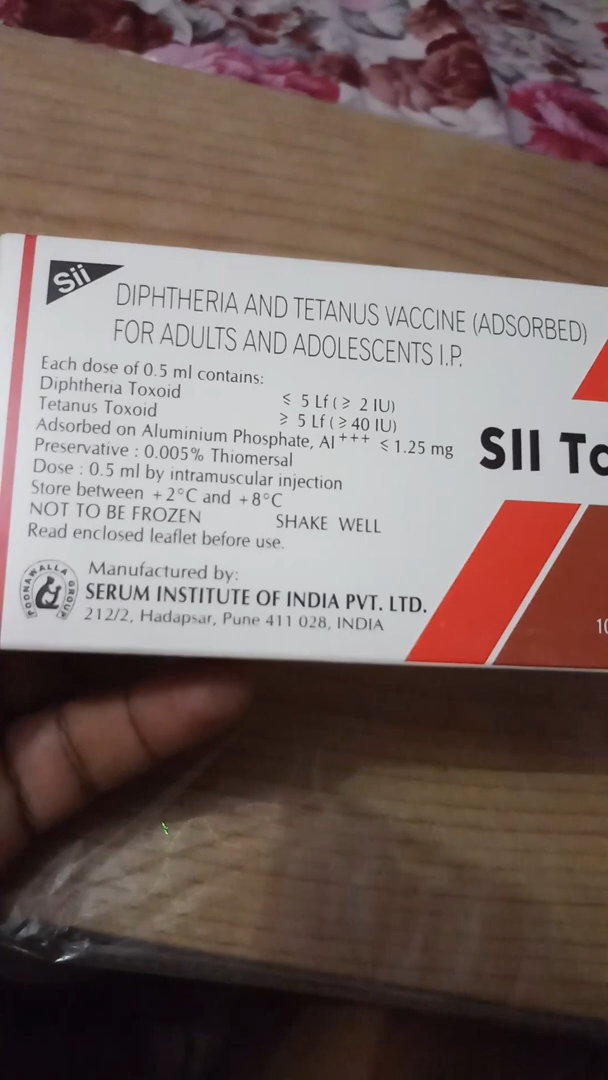 Sii
DIPHTHERIA AND TETANUS VACCINE (ADSORBED)
FOR ADULTS AND ADOLESCENTS I.P.
Each dose of 0.5 ml contains:
Diphtheria Toxoid ≤ 5 Lf (≥ 2 IU)
Tetanus Toxoid ≥ 5 Lf (≥ 40 IU)
Adsorbed on Aluminium Phosphate, Al+++ ≤ 1.25 mg
Preservative : 0.005% Thiomersal
Dose : 0.5 ml by intramuscular injection
Store between +2°C and +8°C
NOT TO BE FROZEN SHAKE WELL
Read enclosed leaflet before use.
POONAWALLA GROUP
Manufactured by:
SERUM INSTITUTE OF INDIA PVT. LTD.
212/2, Hadapsar, Pune 411 028, INDIA
SII